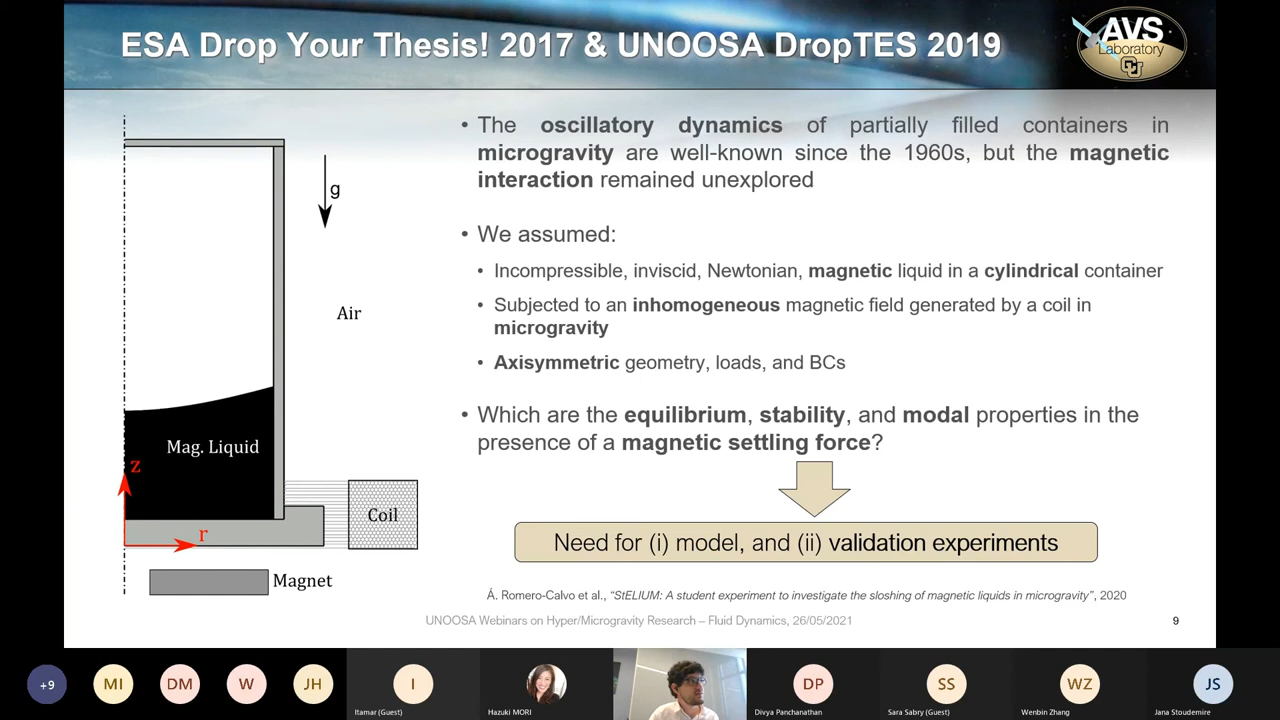 ESA Drop Your Thesis! 2017 & UNOOSA DropTES 2019
AVS
Laboratory
CU
g
Air
Mag. Liquid
z
r
Coil
Magnet
• The oscillatory dynamics of partially filled containers in
microgravity are well-known since the 1960s, but the magnetic
interaction remained unexplored
• We assumed:
• Incompressible, inviscid, Newtonian, magnetic liquid in a cylindrical container
• Subjected to an inhomogeneous magnetic field generated by a coil in
microgravity
• Axisymmetric geometry, loads, and BCs
• Which are the equilibrium, stability, and modal properties in the
presence of a magnetic settling force?
Need for (i) model, and (ii) validation experiments
Á. Romero-Calvo et al., “StELIUM: A student experiment to investigate the sloshing of magnetic liquids in microgravity”, 2020
UNOOSA Webinars on Hyper/Microgravity Research – Fluid Dynamics, 26/05/2021
9
+9
MI
DM
W
JH
I
DP
SS
WZ
JS
Itamar (Guest)
Hazuki MORI
Divya Panchanathan
Sara Sabry (Guest)
Wenbin Zhang
Jana Stoudemire